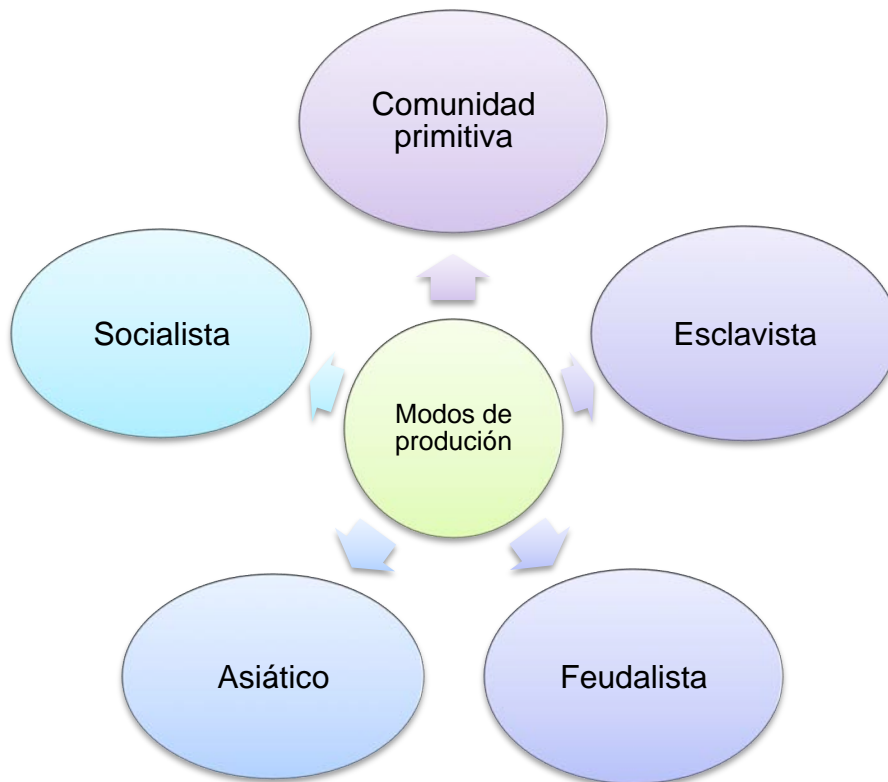 Comunidad
primitiva
Socialista
Esclavista
Modos de
produción
Asiático
Feudalista